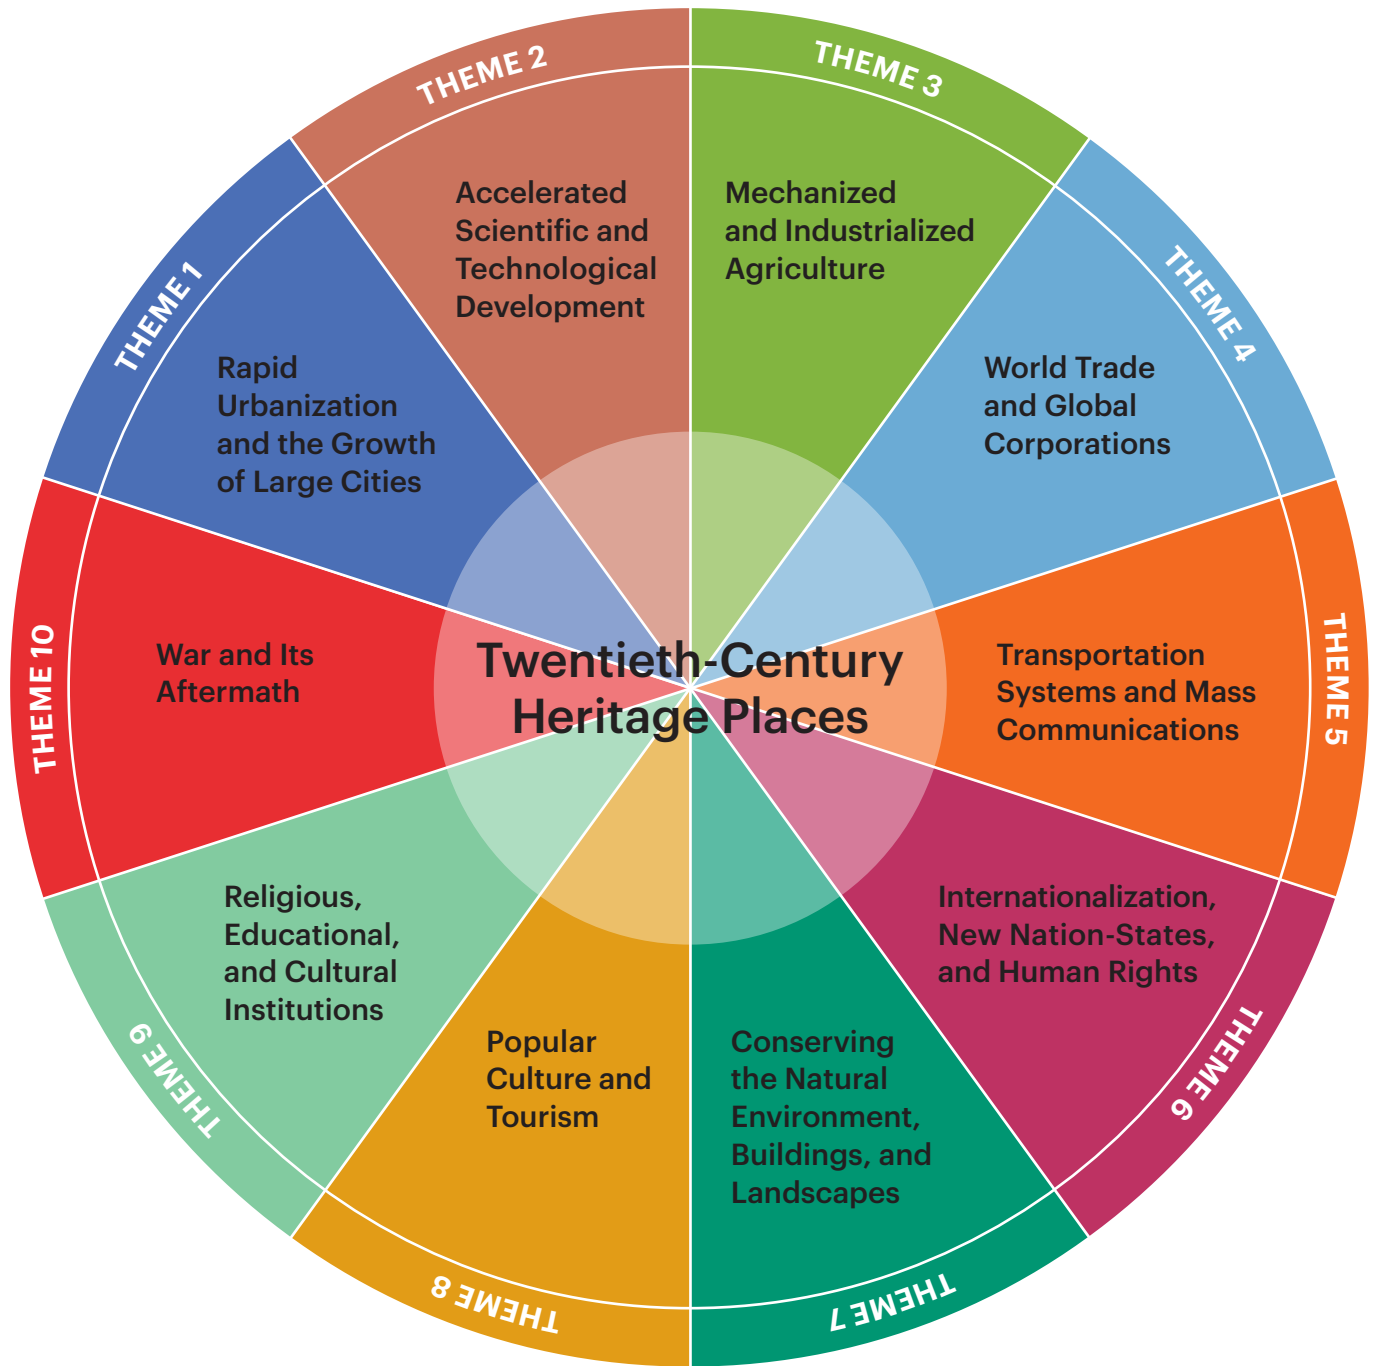 THEME 1
Rapid
Urbanization
and the Growth
of Large Cities
THEME 2
Accelerated
Scientific and
Technological
Development
THEME 3
Mechanized
and Industrialized
Agriculture
THEME 4
World Trade
and Global
Corporations
THEME 5
Transportation
Systems and Mass
Communications
THEME 6
Internationalization,
New Nation-States,
and Human Rights
THEME 7
Conserving
the Natural
Environment,
Buildings, and
Landscapes
THEME 8
Popular
Culture and
Tourism
THEME 9
Religious,
Educational,
and Cultural
Institutions
THEME 10
War and Its
Aftermath
Twentieth-Century
Heritage Places